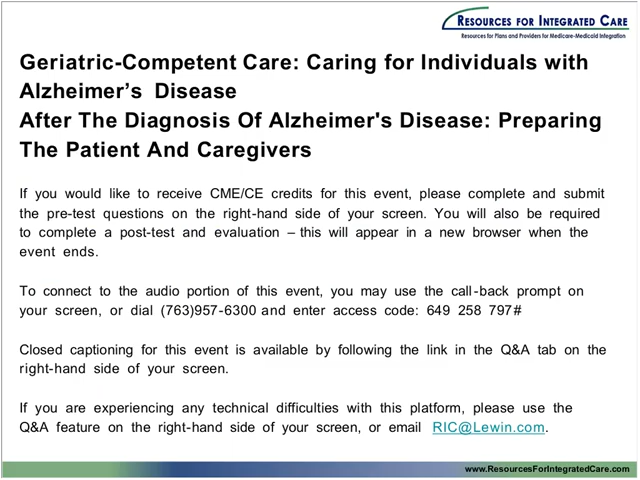 RESOURCES FOR INTEGRATED CARE
Resources for Plans and Providers for Medicare-Medicaid Integration
Geriatric-Competent Care: Caring for Individuals with
Alzheimer’s Disease
After The Diagnosis Of Alzheimer's Disease: Preparing
The Patient And Caregivers
If you would like to receive CME/CE credits for this event, please complete and submit
the pre-test questions on the right-hand side of your screen. You will also be required
to complete a post-test and evaluation – this will appear in a new browser when the
event ends.
To connect to the audio portion of this event, you may use the call-back prompt on
your screen, or dial (763)957-6300 and enter access code: 649 258 797#
Closed captioning for this event is available by following the link in the Q&A tab on the
right-hand side of your screen.
If you are experiencing any technical difficulties with this platform, please use the
Q&A feature on the right-hand side of your screen, or email RIC@Lewin.com.
www.ResourcesForIntegratedCare.com